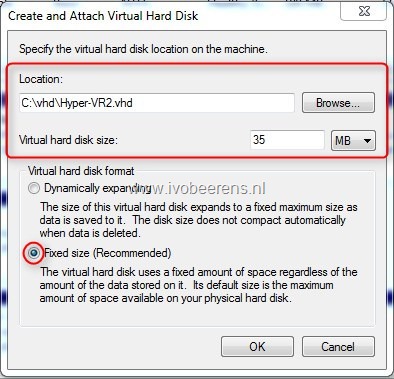 Create and Attach Virtual Hard Disk
Specify the virtual hard disk location on the machine.
Location:
C:\vhd\Hyper-VR2.vhd
Browse...
Virtual hard disk size:
35
MB
Virtual hard disk format
Dynamically expanding
www.ivobeerens.nl
The size of this virtual hard disk expands to a fixed maximum size as
data is saved to it. The disk size does not compact automatically
when data is deleted.
Fixed size (Recommended)
The virtual hard disk uses a fixed amount of space regardless of the
amount of the data stored on it. Its default size is the maximum
amount of space available on your physical hard disk.
OK
Cancel